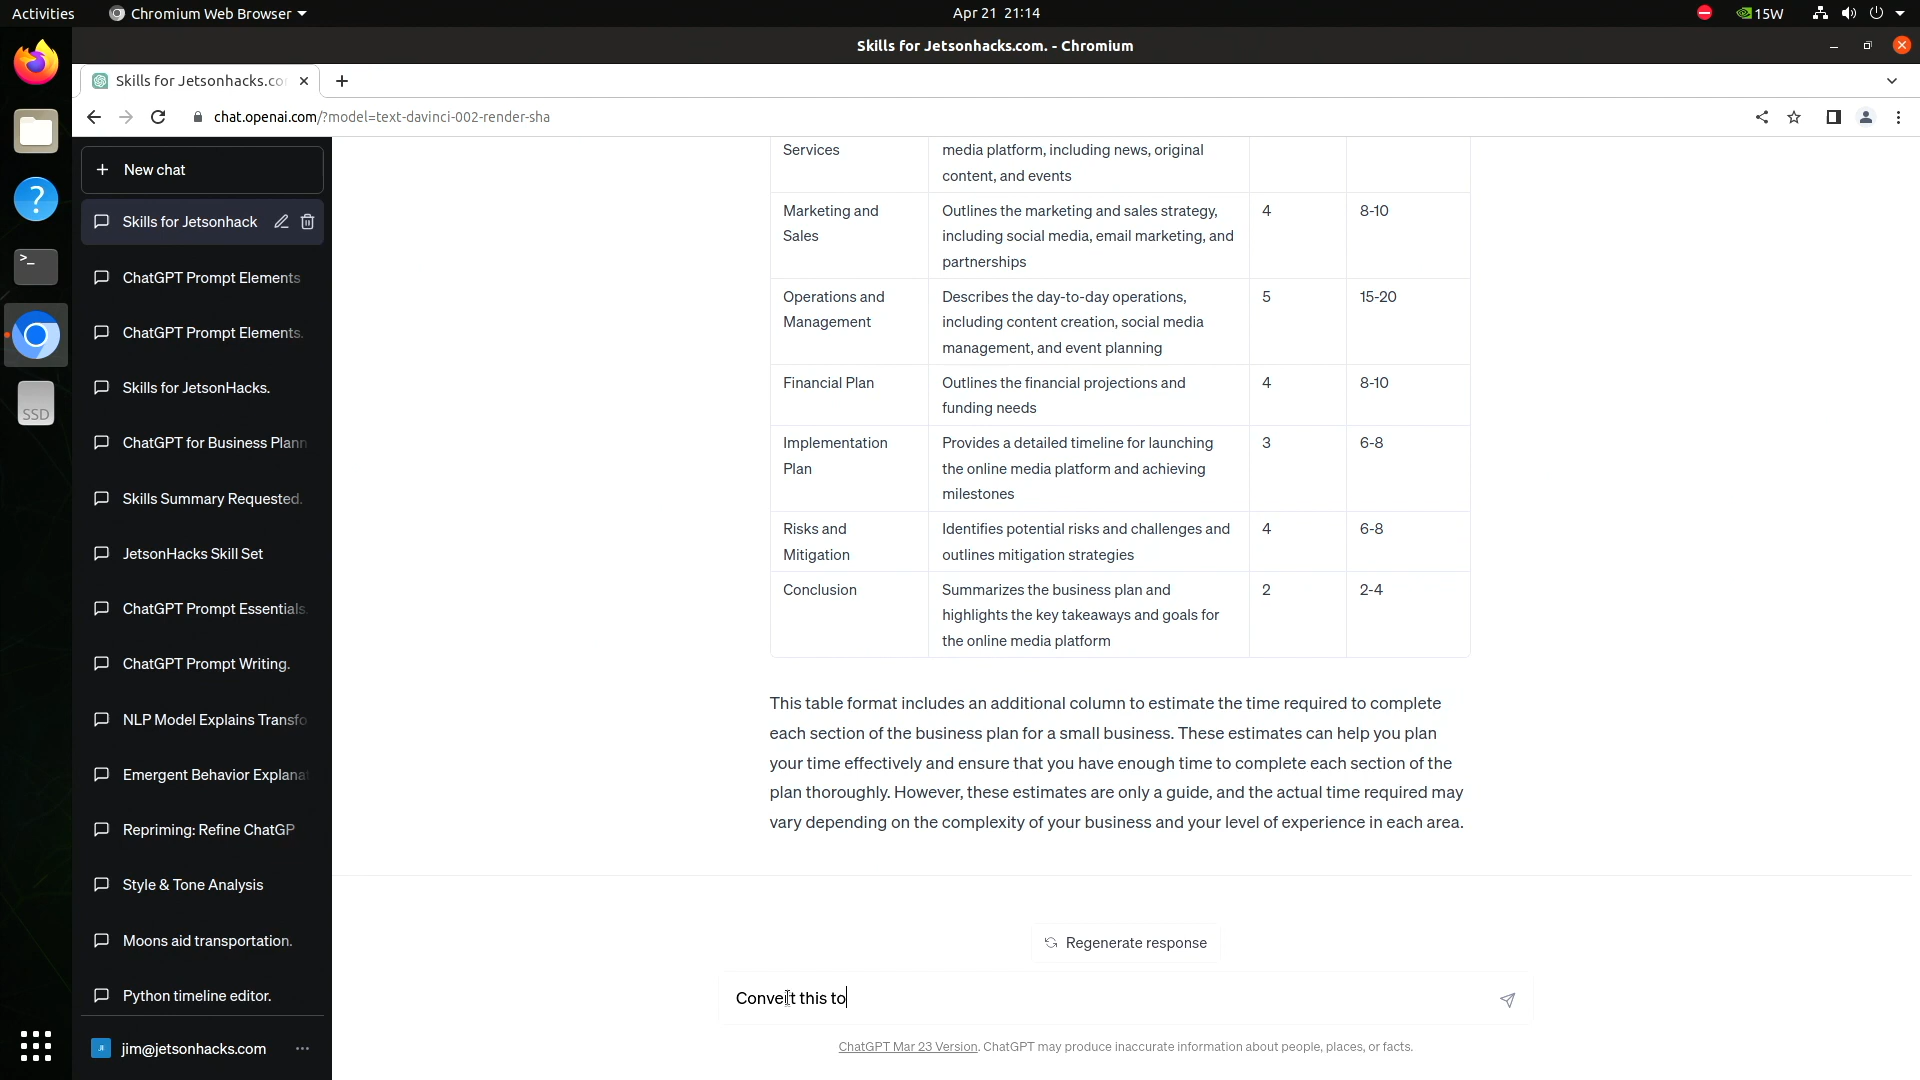 Activities
Chromium Web Browser
Apr 21 21:14
15W
Skills for Jetsonhacks.com. - Chromium
Skills for Jetsonhacks.co
chat.openai.com/?model=text-davinci-002-render-sha
New chat
Skills for Jetsonhack
ChatGPT Prompt Elements
ChatGPT Prompt Elements.
Skills for JetsonHacks.
ChatGPT for Business Plann
Skills Summary Requested.
JetsonHacks Skill Set
ChatGPT Prompt Essentials.
ChatGPT Prompt Writing.
NLP Model Explains Transfo
Emergent Behavior Explana
Repriming: Refine ChatGP
Style & Tone Analysis
Moons aid transportation.
Python timeline editor.
jim@jetsonhacks.com
SSD
Services
media platform, including news, original
content, and events
Marketing and
Sales
Outlines the marketing and sales strategy,
including social media, email marketing, and
partnerships
4
8-10
Operations and
Management
Describes the day-to-day operations,
including content creation, social media
management, and event planning
5
15-20
Financial Plan
Outlines the financial projections and
funding needs
4
8-10
Implementation
Plan
Provides a detailed timeline for launching
the online media platform and achieving
milestones
3
6-8
Risks and
Mitigation
Identifies potential risks and challenges and
outlines mitigation strategies
4
6-8
Conclusion
Summarizes the business plan and
highlights the key takeaways and goals for
the online media platform
2
2-4
This table format includes an additional column to estimate the time required to complete
each section of the business plan for a small business. These estimates can help you plan
your time effectively and ensure that you have enough time to complete each section of the
plan thoroughly. However, these estimates are only a guide, and the actual time required may
vary depending on the complexity of your business and your level of experience in each area.
Regenerate response
Convert this to
ChatGPT Mar 23 Version. ChatGPT may produce inaccurate information about people, places, or facts.